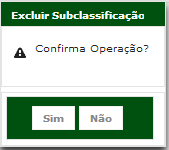 Excluir Subclassificação
Confirma Operação?
Sim Não